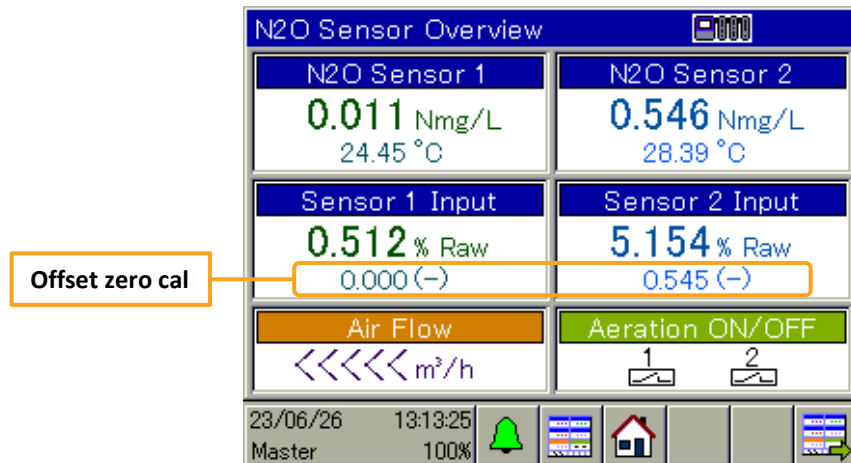 N2O Sensor Overview
N2O Sensor 1
0.011 Nmg/L
24.45 °C
N2O Sensor 2
0.546 Nmg/L
28.39 °C
Sensor 1 Input
0.512 % Raw
0.000 (-)
Sensor 2 Input
5.154 % Raw
0.545 (-)
Offset zero cal
Air Flow
<<<<< m³/h
Aeration ON/OFF
1 2
23/06/26 13:13:25
Master 100%